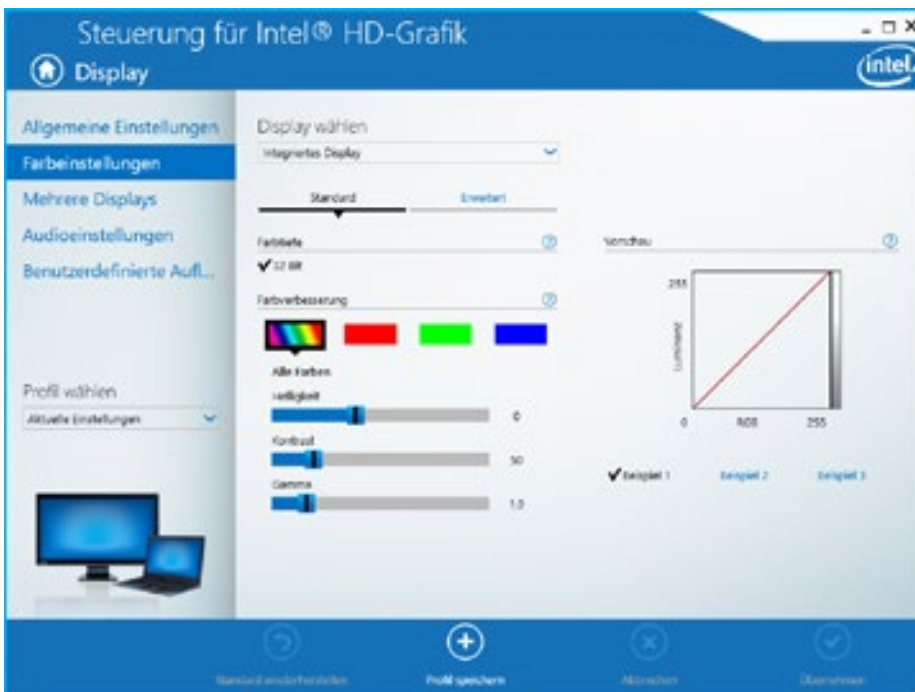 Steuerung für Intel® HD-Grafik
Display
intel
Allgemeine Einstellungen
Farbeinstellungen
Mehrere Displays
Audioeinstellungen
Benutzerdefinierte Aufl...
Profil wählen
Aktuelle Einstellungen
Display wählen
Integriertes Display
Standard
Erweitert
Farbtiefe
32 Bit
Farbverbesserung
Alle Farben
Helligkeit
0
Kontrast
50
Gamma
1.0
Vorschau
255
Luminanz
0
RGB
255
Beispiel 1
Beispiel 2
Beispiel 3
Standard wiederherstellen
Profil speichern
Abbrechen
Übernehmen